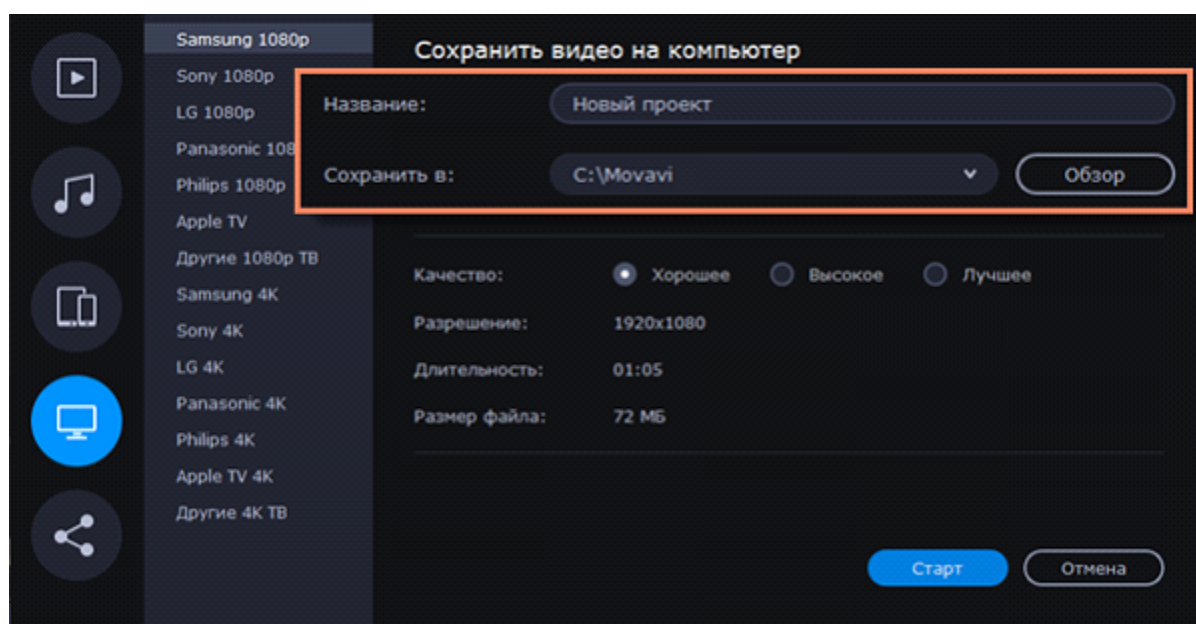 Samsung 1080p
Sony 1080p
LG 1080p
Panasonic 108
Philips 1080p
Apple TV
Другие 1080p ТВ
Samsung 4K
Sony 4K
LG 4K
Panasonic 4K
Philips 4K
Apple TV 4K
Другие 4K ТВ
Сохранить видео на компьютер
Название: Новый проект
Сохранить в: C:\Movavi Обзор
Качество: Хорошее Высокое Лучшее
Разрешение: 1920x1080
Длительность: 01:05
Размер файла: 72 МБ
Старт Отмена